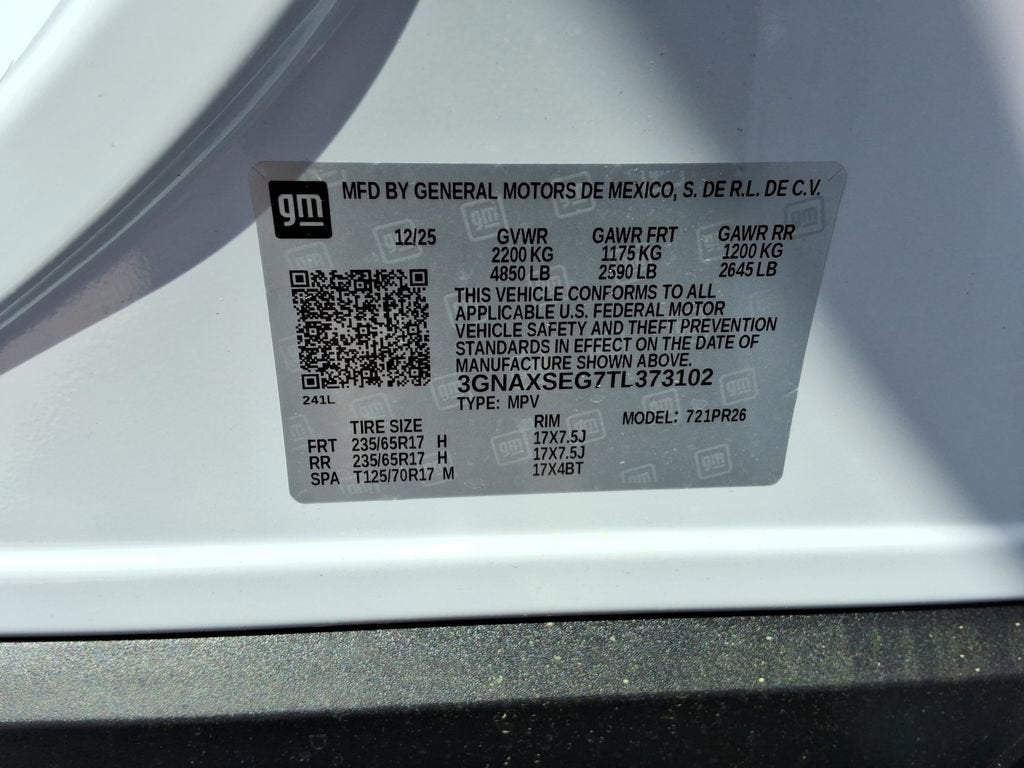 gm
MFD BY GENERAL MOTORS DE MEXICO, S. DE R.L. DE C.V.
12/25 GVWR GAWR FRT GAWR RR
2200 KG 1175 KG 1200 KG
4850 LB 2590 LB 2645 LB
THIS VEHICLE CONFORMS TO ALL
APPLICABLE U.S. FEDERAL MOTOR
VEHICLE SAFETY AND THEFT PREVENTION
STANDARDS IN EFFECT ON THE DATE OF
MANUFACTURE SHOWN ABOVE.
3GNAXSEG7TL373102
241L
TYPE: MPV MODEL: 721PR26
TIRE SIZE RIM
FRT 235/65R17 H 17X7.5J
RR 235/65R17 H 17X7.5J
SPA T125/70R17 M 17X4BT